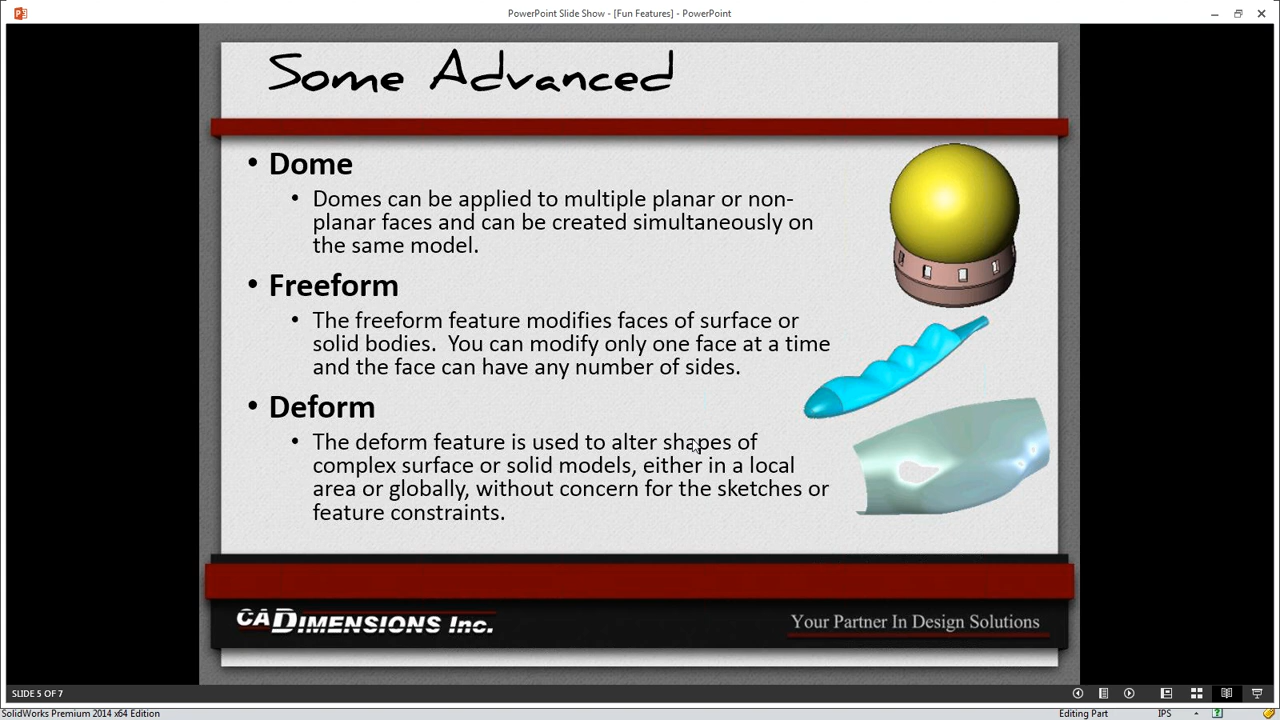 PowerPoint Slide Show - [Fun Features] - PowerPoint
Some Advanced
• Dome
• Domes can be applied to multiple planar or non-
planar faces and can be created simultaneously on
the same model.
• Freeform
• The freeform feature modifies faces of surface or
solid bodies.  You can modify only one face at a time
and the face can have any number of sides.
• Deform
• The deform feature is used to alter shapes of
complex surface or solid models, either in a local
area or globally, without concern for the sketches or
feature constraints.
CADIMENSIONS INC.
Your Partner In Design Solutions
SLIDE 5 OF 7
SolidWorks Premium 2014 x64 Edition
Editing Part
IPS